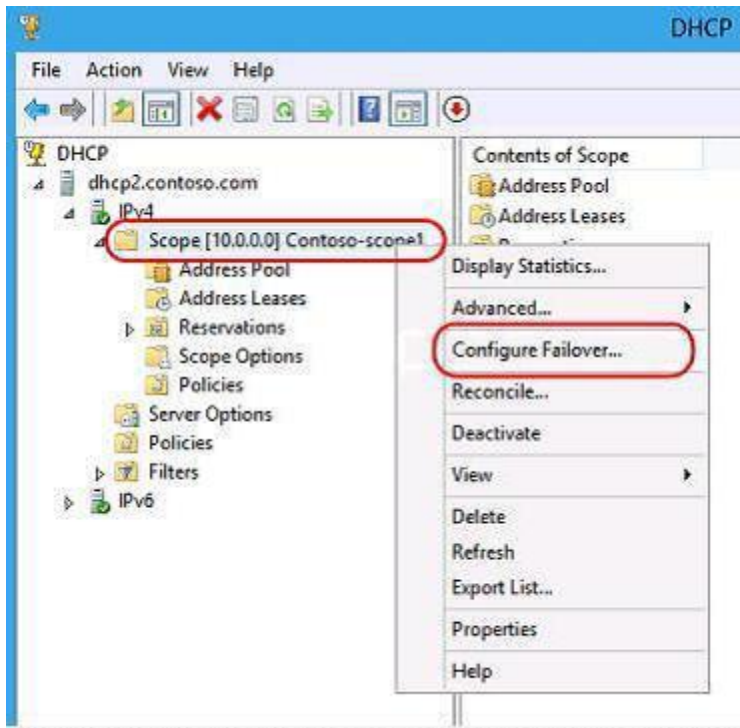 DHCP
File Action View Help
DHCP
dhcp2.contoso.com
IPv4
Scope [10.0.0.0] Contoso-scope1
Address Pool
Address Leases
Reservations
Scope Options
Policies
Server Options
Policies
Filters
IPv6
Contents of Scope
Address Pool
Address Leases
Display Statistics...
Advanced...
Configure Failover...
Reconcile...
Deactivate
View
Delete
Refresh
Export List...
Properties
Help